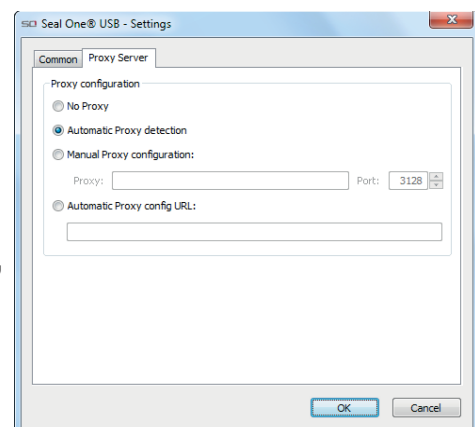 Seal One® USB - Settings
Common Proxy Server
Proxy configuration
No Proxy
Automatic Proxy detection
Manual Proxy configuration:
Proxy: Port: 3128
Automatic Proxy config URL:
OK Cancel